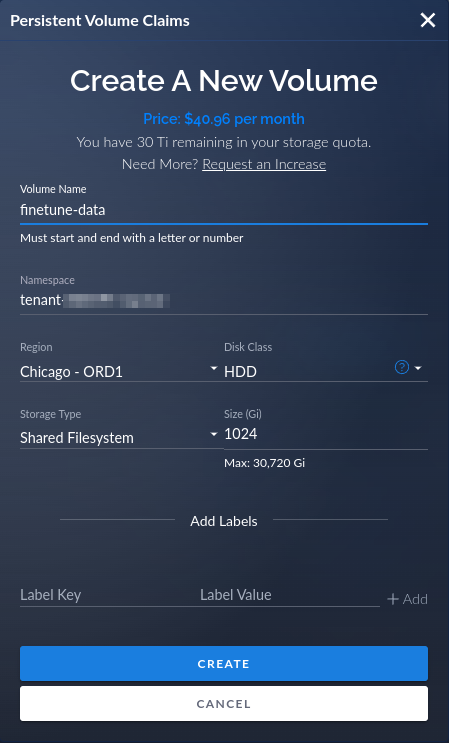 Persistent Volume Claims
Create A New Volume
Price: $40.96 per month
You have 30 Ti remaining in your storage quota.
Need More? Request an Increase
Volume Name
finetune-data
Must start and end with a letter or number
Namespace
tenant-
Region
Disk Class
Chicago - ORD1
HDD
Storage Type
Size (Gi)
Shared Filesystem
1024
Max: 30,720 Gi
Add Labels
Label Key
Label Value
+ Add
CREATE
CANCEL